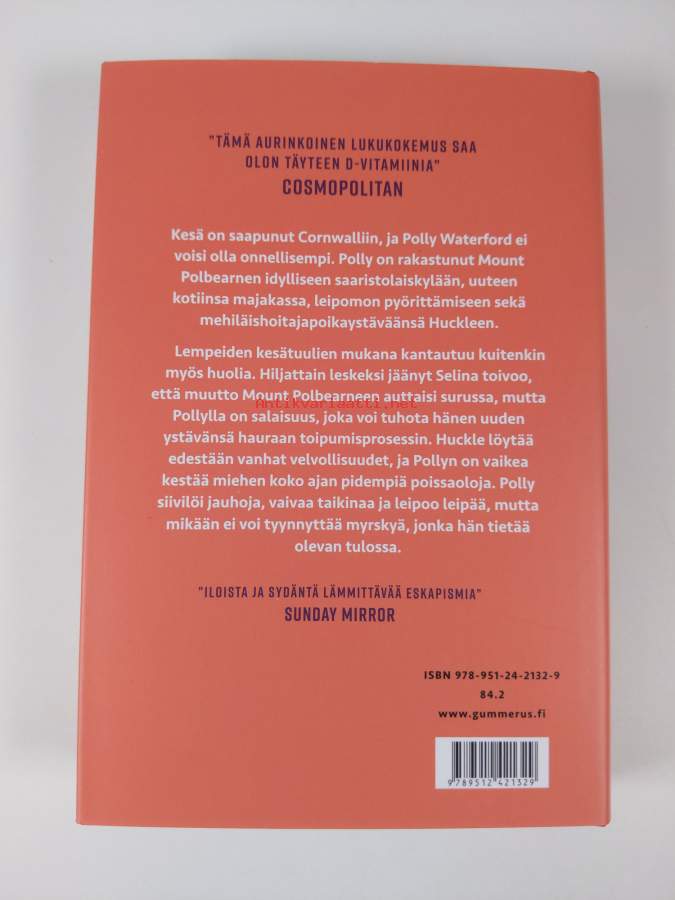 "TÄMÄ AURINKOINEN LUKUKOKEMUS SAA
OLON TÄYTEEN D-VITAMIINIA"
COSMOPOLITAN
Kesä on saapunut Cornwalliin, ja Polly Waterford ei
voisi olla onnellisempi. Polly on rakastunut Mount
Polbearnen idylliseen saaristolaiskylään, uuteen
kotiinsa majakassa, leipomon pyörittämiseen sekä
mehiläishoitajapoikaystäväänsä Huckleen.
Lempeiden kesätuulien mukana kantautuu kuitenkin
myös huolia. Hiljattain leskeksi jäänyt Selina toivoo,
että muutto Mount Polbearneen auttaisi surussa, mutta
Antikvariaatti.net
Pollylla on salaisuus, joka voi tuhota hänen uuden
ystävänsä hauraan toipumisprosessin. Huckle löytää
edestään vanhat velvollisuudet, ja Pollyn on vaikea
kestää miehen koko ajan pidempiä poissaoloja. Polly
siivilöi jauhoja, vaivaa taikinaa ja leipoo leipää, mutta
mikään ei voi tyynnyttää myrskyä, jonka hän tietää
olevan tulossa.
"ILOISTA JA SYDÄNTÄ LÄMMITTÄVÄÄ ESKAPISMIA"
SUNDAY MIRROR
ISBN 978-951-24-2132-9
84.2
www.gummerus.fi
9 789512 421329